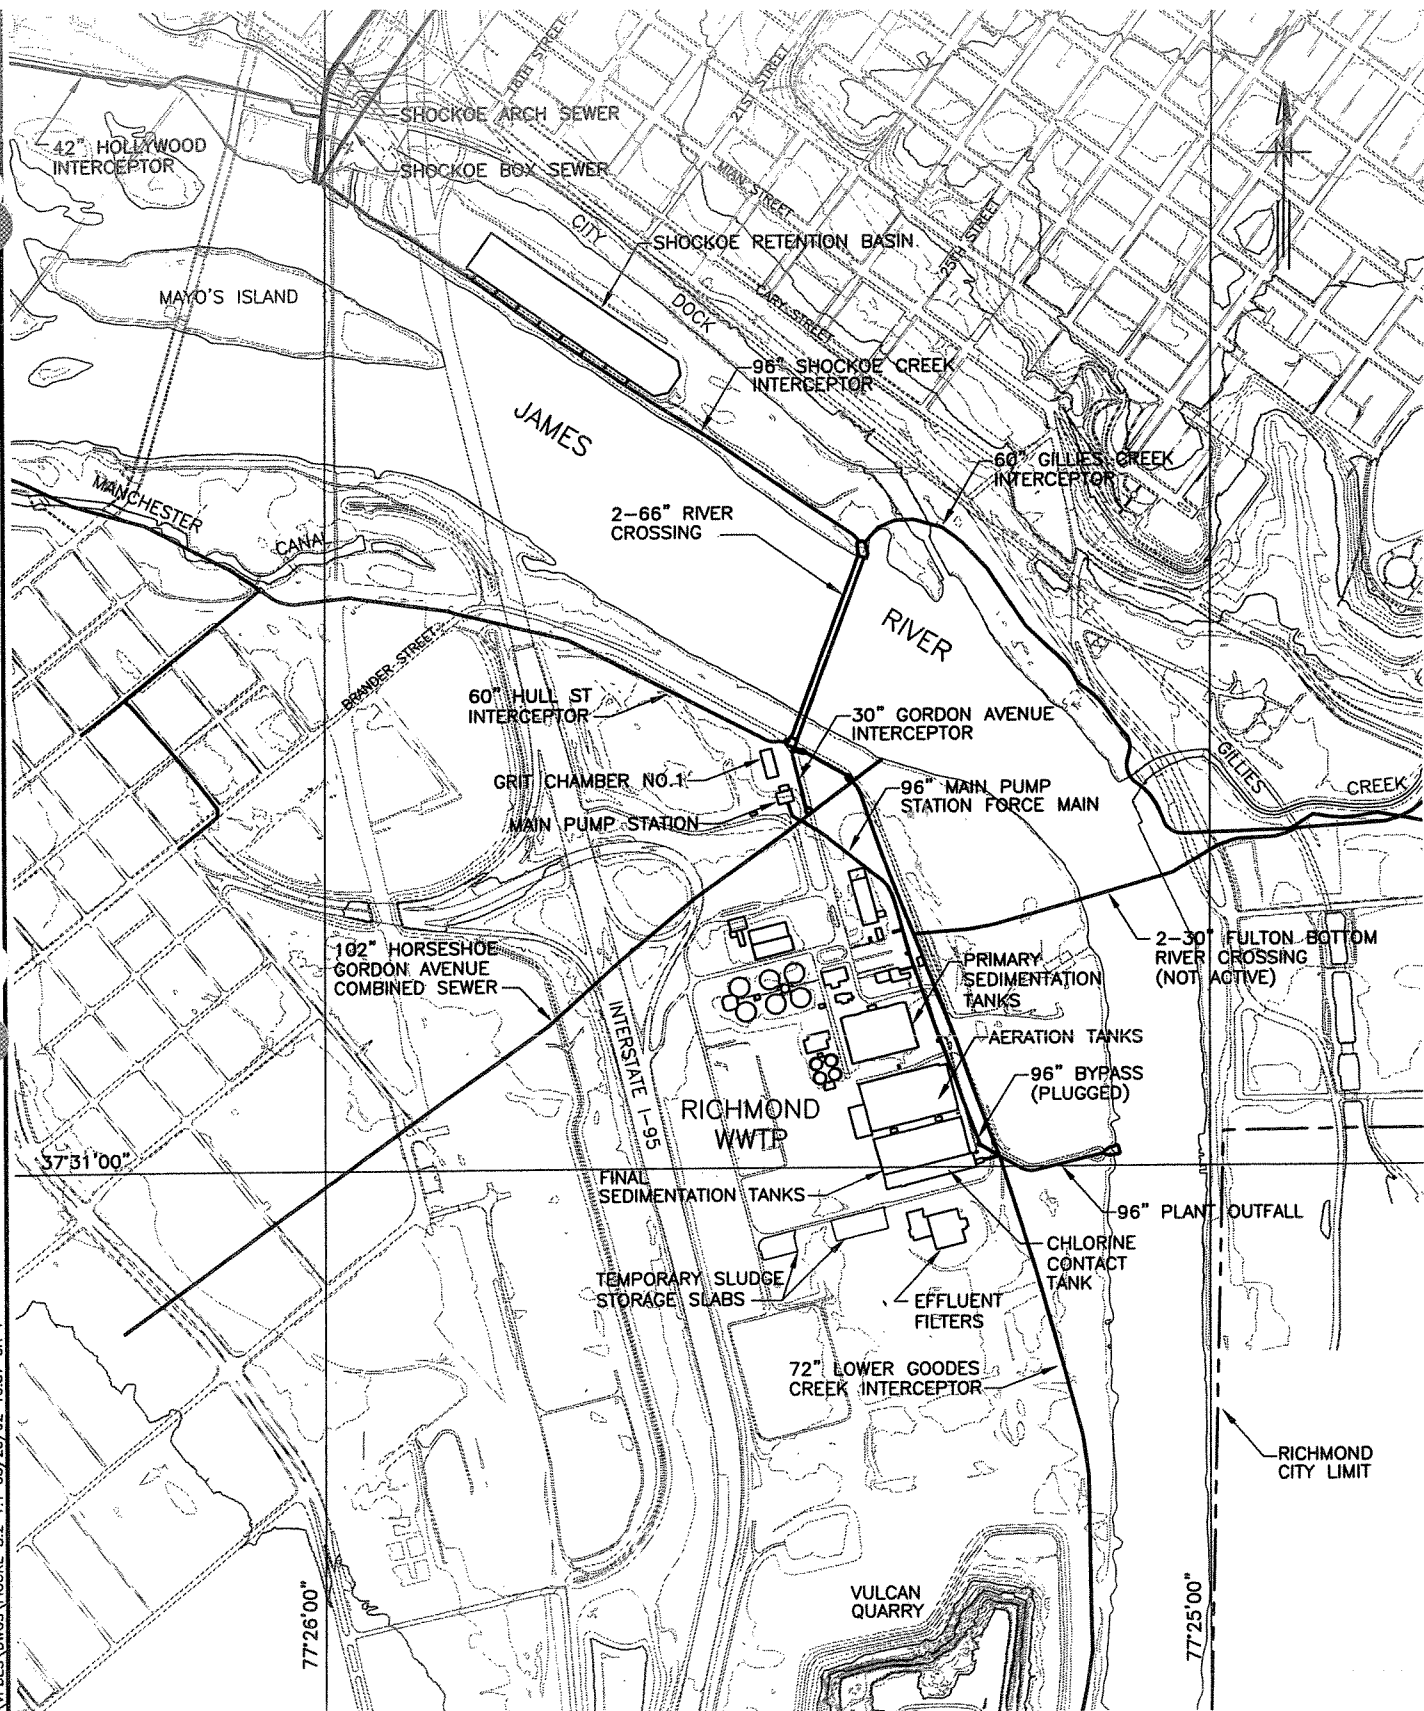 18TH STREET
21ST STREET
SHOCKOE ARCH SEWER
42" HOLLYWOOD
INTERCEPTOR
SHOCKOE BOX SEWER
MAIN STREET
CITY
DOCK
25TH STREET
SHOCKOE RETENTION BASIN
MAYO'S ISLAND
CARY STREET
96" SHOCKOE CREEK
INTERCEPTOR
JAMES
RIVER
60" GILLIES CREEK
INTERCEPTOR
MANCHESTER
CANAL
2-66" RIVER
CROSSING
BRANDER STREET
60" HULL ST
INTERCEPTOR
30" GORDON AVENUE
INTERCEPTOR
GILLIES
CREEK
GRIT CHAMBER NO.1
96" MAIN PUMP
STATION FORCE MAIN
MAIN PUMP STATION
102" HORSESHOE
GORDON AVENUE
COMBINED SEWER
2-30" FULTON BOTTOM
RIVER CROSSING
(NOT ACTIVE)
PRIMARY
SEDIMENTATION
TANKS
INTERSTATE I-95
AERATION TANKS
96" BYPASS
(PLUGGED)
RICHMOND
WWTP
37°31'00"
FINAL
SEDIMENTATION TANKS
96" PLANT OUTFALL
CHLORINE
CONTACT
TANK
TEMPORARY SLUDGE
STORAGE SLABS
EFFLUENT
FILTERS
72" LOWER GOODES
CREEK INTERCEPTOR
RICHMOND
CITY LIMIT
VULCAN
QUARRY
77°26'00"
77°25'00"